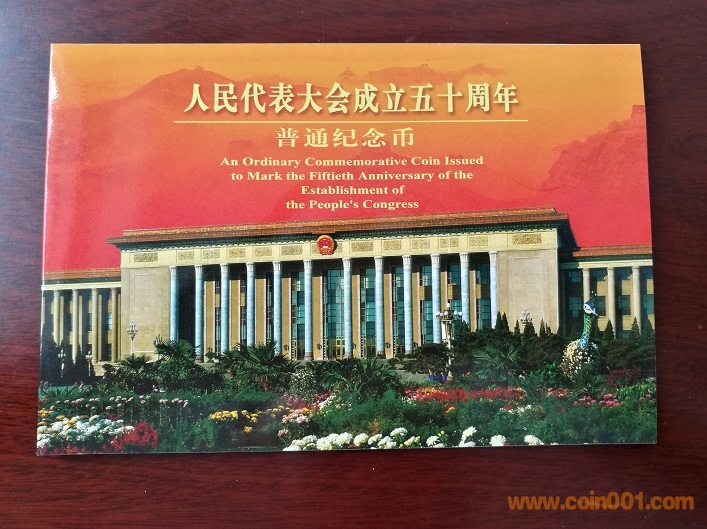 人民代表大会成立五十周年
普通纪念币
An Ordinary Commemorative Coin Issued
to Mark the Fiftieth Anniversary of the
Establishment of
the People's Congress
www.coin001.com